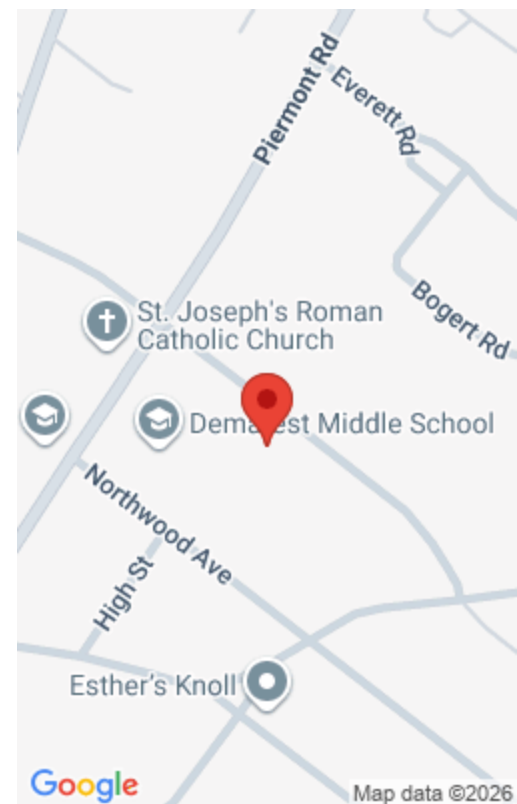 Piermont Rd
Everett Rd
Bogert Rd
St. Joseph's Roman
Catholic Church
Demarest Middle School
Northwood Ave
High St
Esther's Knoll
Google
Map data ©2026